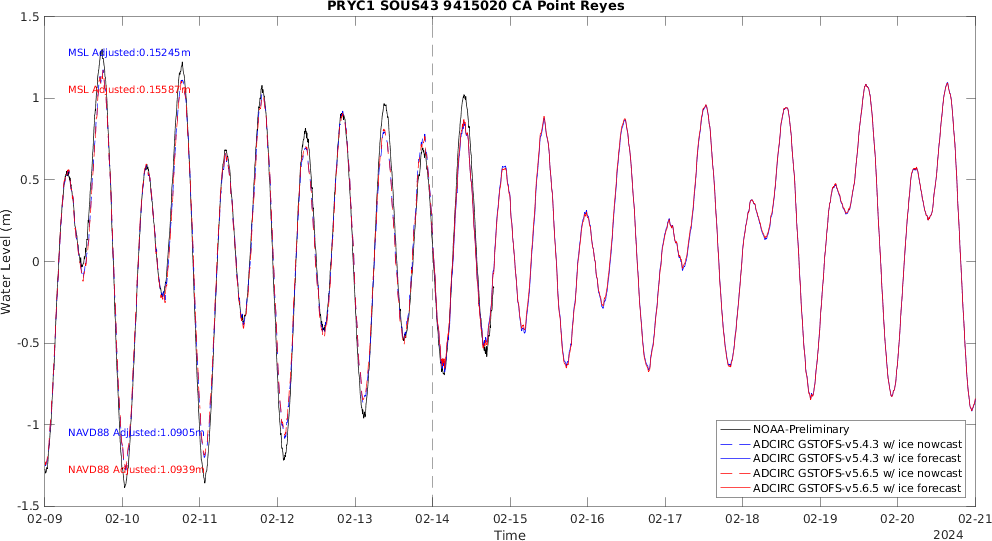 PRYC1 SOUS43 9415020 CA Point Reyes
1.5
1
0.5
0
-0.5
-1
-1.5
Water Level (m)
MSL Adjusted:0.15245m
MSL Adjusted:0.15587m
NAVD88 Adjusted:1.0905m
NAVD88 Adjusted:1.0939m
NOAA-Preliminary
ADCIRC GSTOFS-v5.4.3 w/ ice nowcast
ADCIRC GSTOFS-v5.4.3 w/ ice forecast
ADCIRC GSTOFS-v5.6.5 w/ ice nowcast
ADCIRC GSTOFS-v5.6.5 w/ ice forecast
02-09 02-10 02-11 02-12 02-13 02-14 02-15 02-16 02-17 02-18 02-19 02-20 02-21
Time
2024